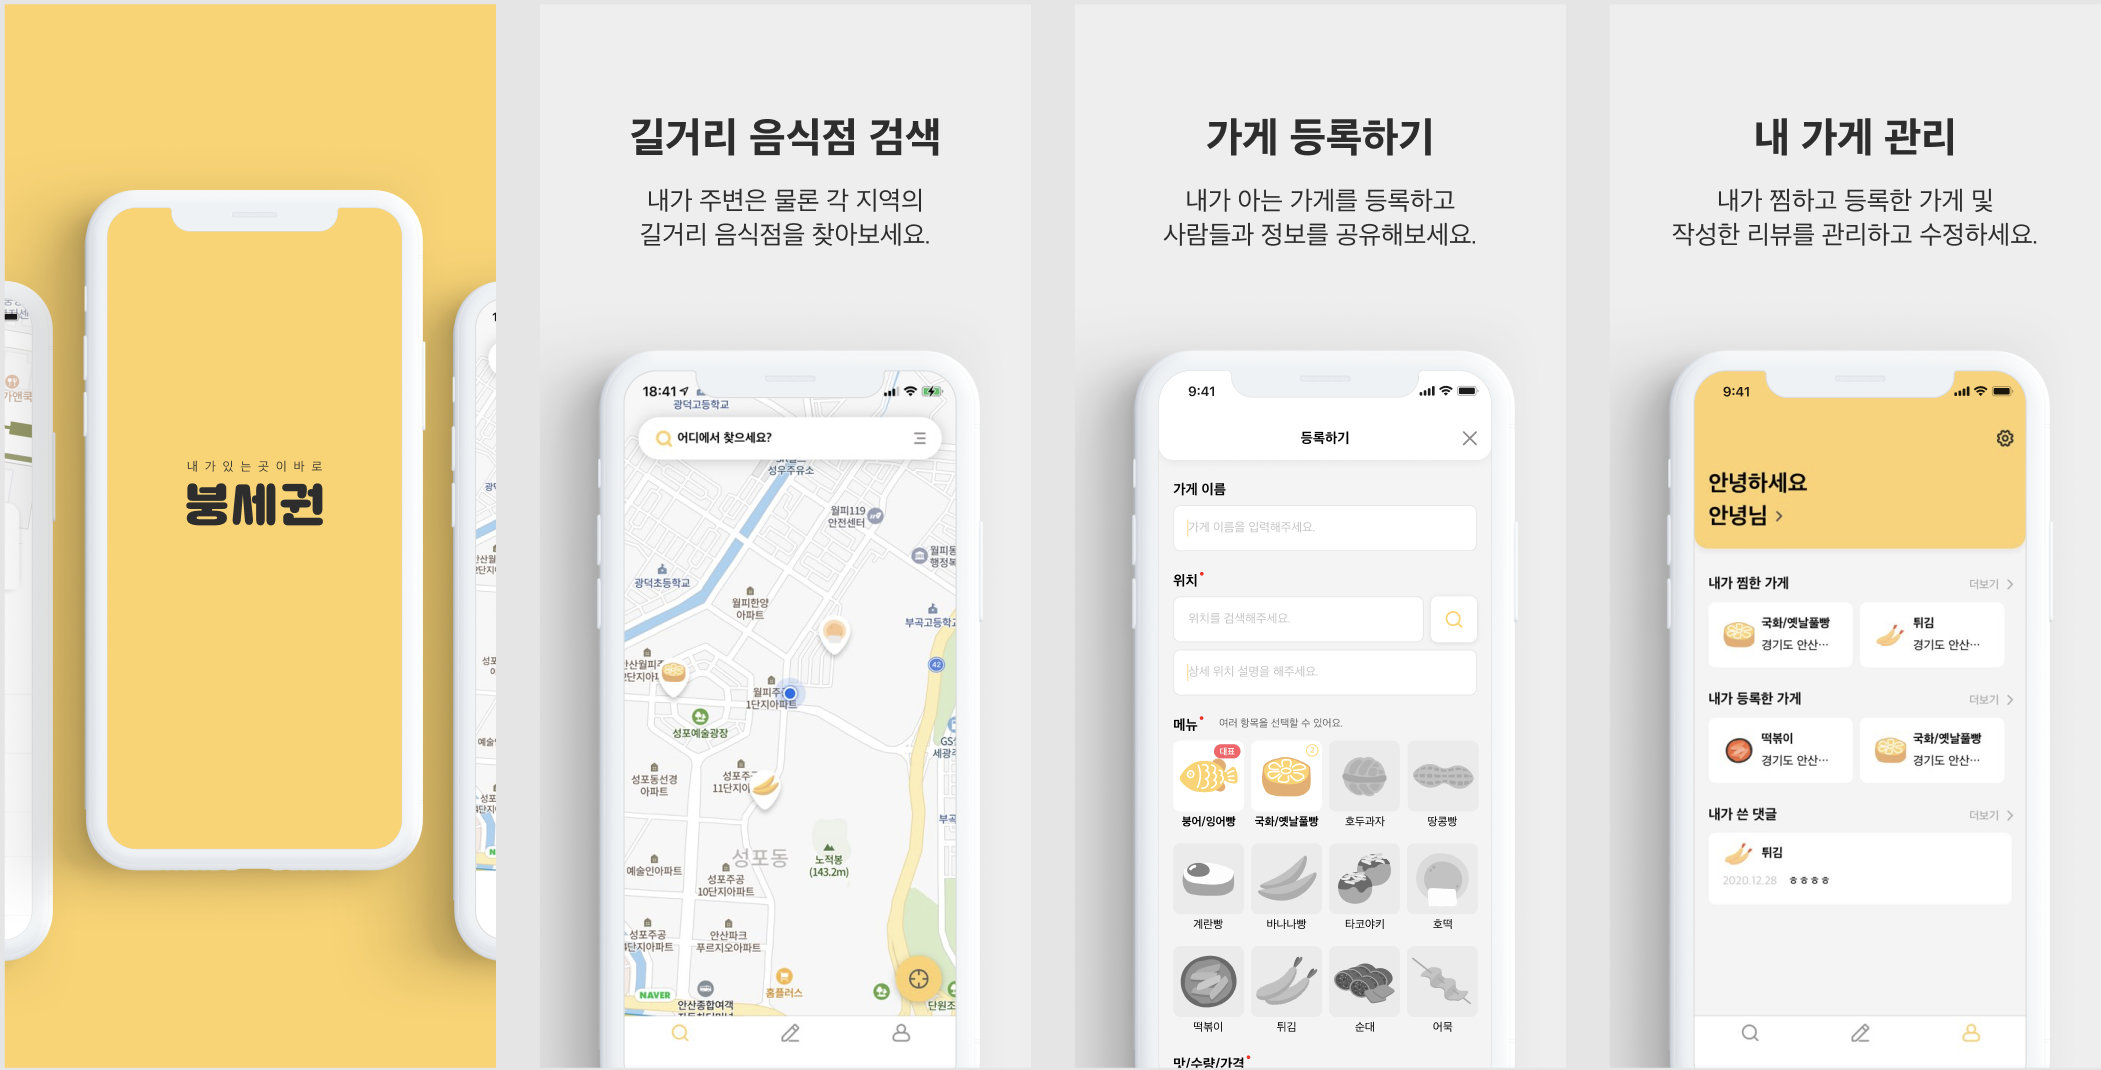 내가있는곳이바로
붕세권
길거리 음식점 검색
내가 주변은 물론 각 지역의
길거리 음식점을 찾아보세요.
18:41
광덕고등학교
어디에서 찾으세요?
성우주유소
월피119
안전센터
월피동
행정복
광덕초등학교
월피한양
아파트
부곡고등학교
42
1단지아파트
성포예술광장
GS
세광
성포동선경
아파트
성포주
11단지
부곡
성포동
노적봉
(143.2m)
예술인아파트
성포주공
10단지아파트
성포주공
4단지아파트
안산파크
푸르지오아파트
홈플러스
NAVER
안산종합여객
단원조
가게 등록하기
내가 아는 가게를 등록하고
사람들과 정보를 공유해보세요.
9:41
등록하기
가게 이름
가게 이름을 입력해주세요.
위치
위치를 검색해주세요.
상세 위치 설명을 해주세요.
메뉴 여러 항목을 선택할 수 있어요.
대표
2
붕어/잉어빵 국화/옛날풀빵 호두과자 땅콩빵
계란빵 바나나빵 타코야키 호떡
떡볶이 튀김 순대 어묵
맛/수량/가격
내 가게 관리
내가 찜하고 등록한 가게 및
작성한 리뷰를 관리하고 수정하세요.
9:41
안녕하세요
안녕님
내가 찜한 가게 더보기
국화/옛날풀빵 튀김
경기도 안산… 경기도 안산…
내가 등록한 가게 더보기
떡볶이 국화/옛날풀빵
경기도 안산… 경기도 안산…
내가 쓴 댓글 더보기
튀김
2020.12.28 ㅎㅎㅎㅎ